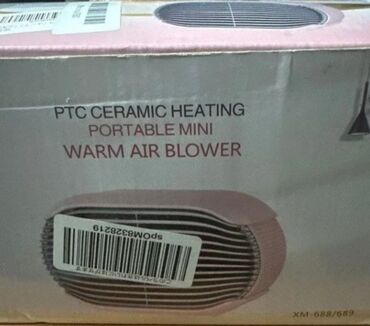 PTC CERAMIC HEATING
PORTABLE MINI
WARM AIR BLOWER
spOM8328219
XM-688/689